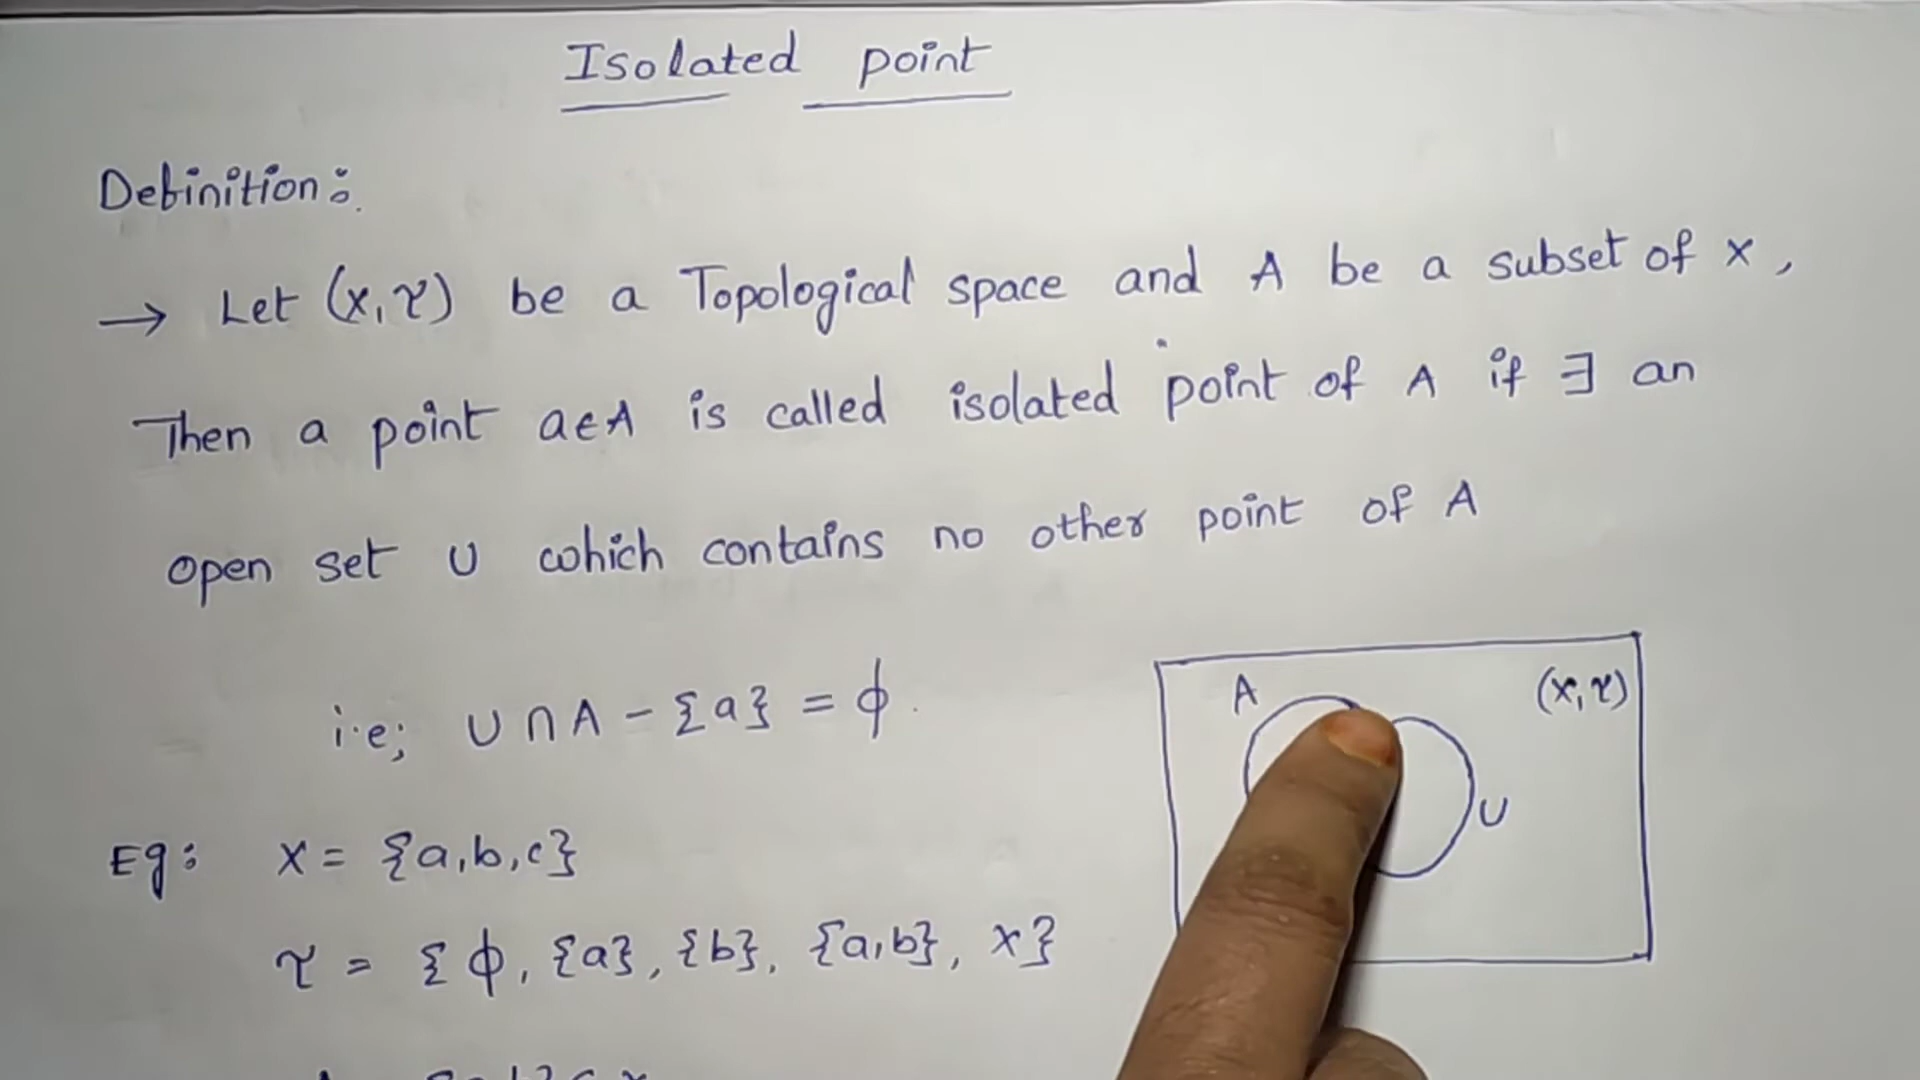 Isolated point
Definition:
→ Let (x, τ) be a Topological space and A be a subset of x,
Then a point a∈A is called isolated point of A if ∃ an
open set U which contains no other point of A
i.e; U ∩ A - {a} = ϕ.
A
(x, τ)
U
Eg: X = {a,b,c}
τ = {ϕ, {a}, {b}, {a,b}, x}